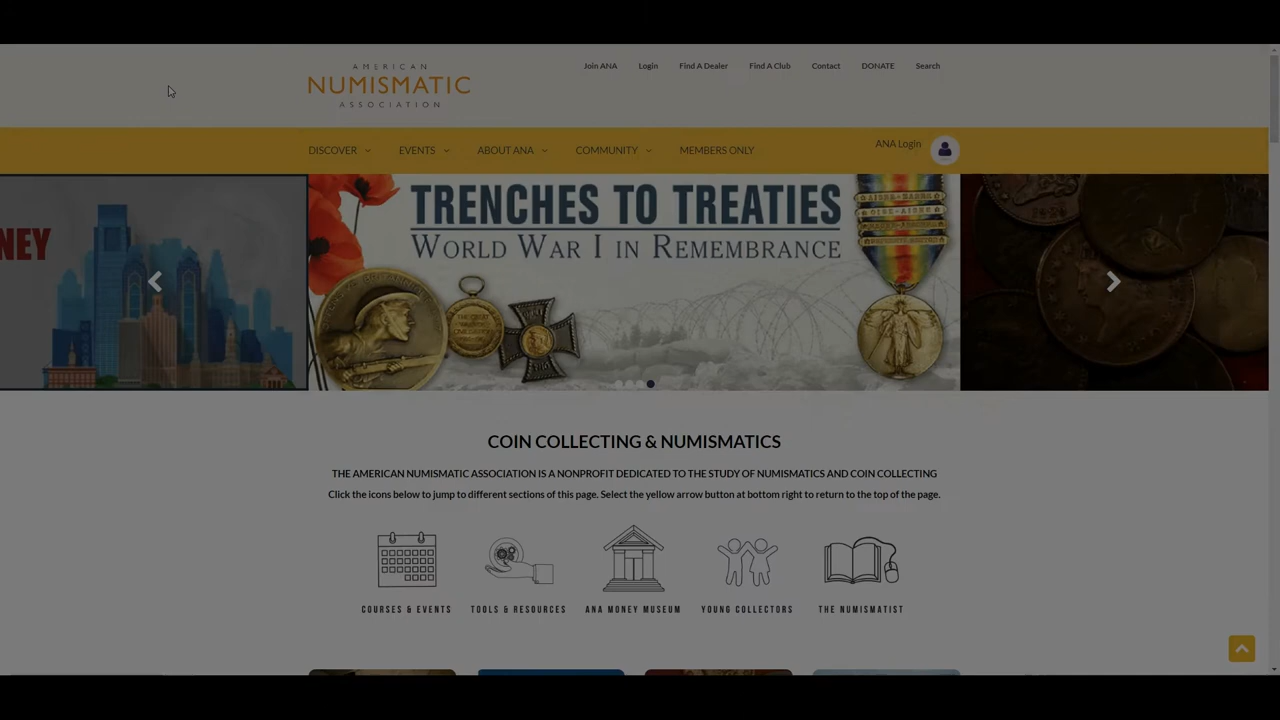 AMERICAN
NUMISMATIC
ASSOCIATION
Join ANA Login Find A Dealer Find A Club Contact DONATE Search
DISCOVER EVENTS ABOUT ANA COMMUNITY MEMBERS ONLY ANA Login
NEY
TRENCHES TO TREATIES
WORLD WAR I IN REMEMBRANCE
COIN COLLECTING & NUMISMATICS
THE AMERICAN NUMISMATIC ASSOCIATION IS A NONPROFIT DEDICATED TO THE STUDY OF NUMISMATICS AND COIN COLLECTING
Click the icons below to jump to different sections of this page. Select the yellow arrow button at bottom right to return to the top of the page.
COURSES & EVENTS TOOLS & RESOURCES ANA MONEY MUSEUM YOUNG COLLECTORS THE NUMISMATIST